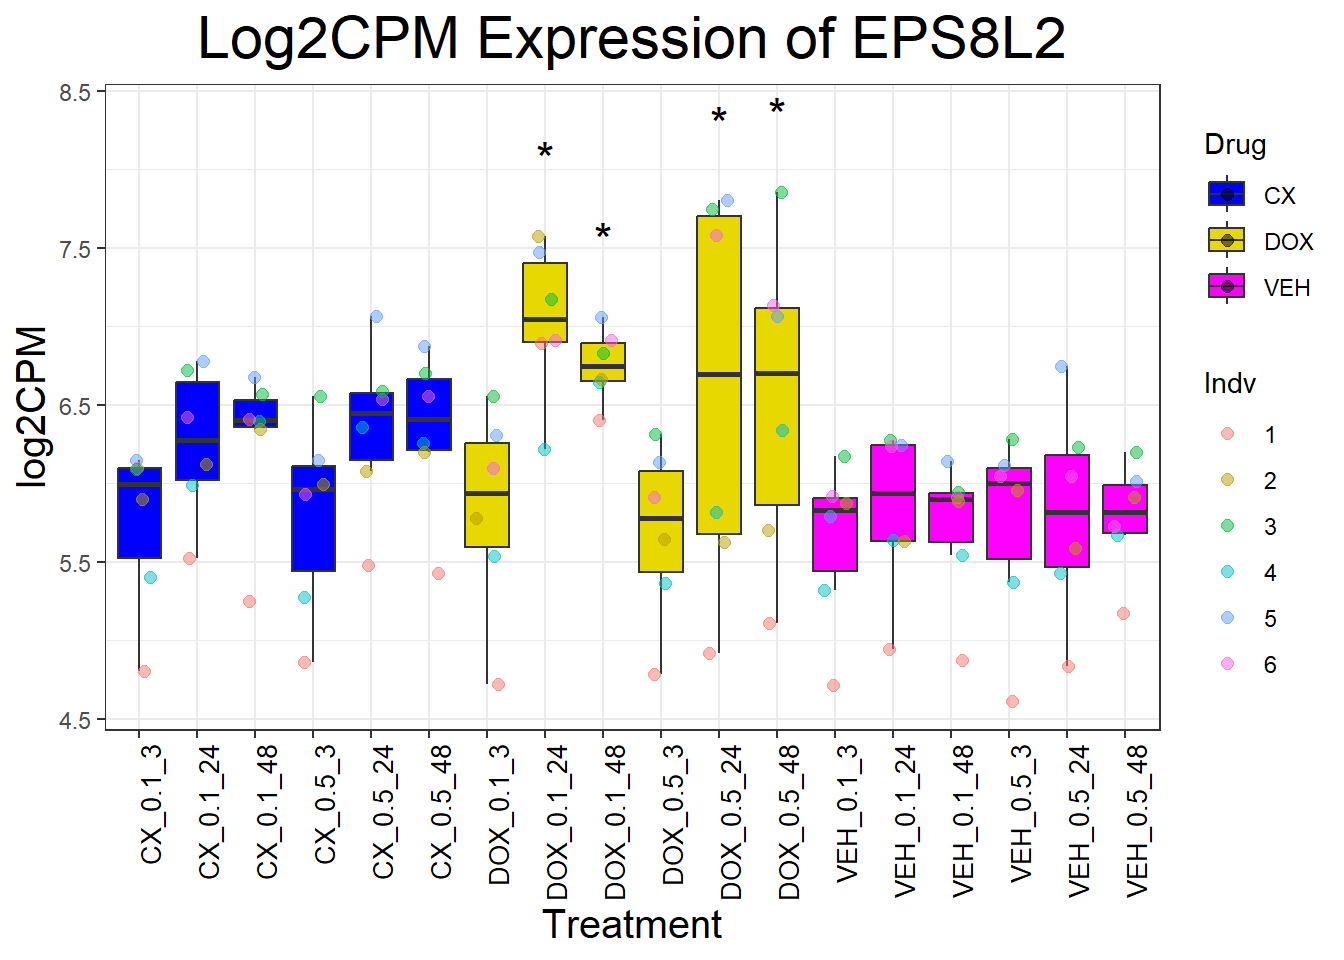 Log2CPM Expression of EPS8L2
8.5
7.5
6.5
5.5
4.5
log2CPM
*
*
*
*
CX_0.1_3
CX_0.1_24
CX_0.1_48
CX_0.5_3
CX_0.5_24
CX_0.5_48
DOX_0.1_3
DOX_0.1_24
DOX_0.1_48
DOX_0.5_3
DOX_0.5_24
DOX_0.5_48
VEH_0.1_3
VEH_0.1_24
VEH_0.1_48
VEH_0.5_3
VEH_0.5_24
VEH_0.5_48
Treatment
Drug
CX
DOX
VEH
Indv
1
2
3
4
5
6